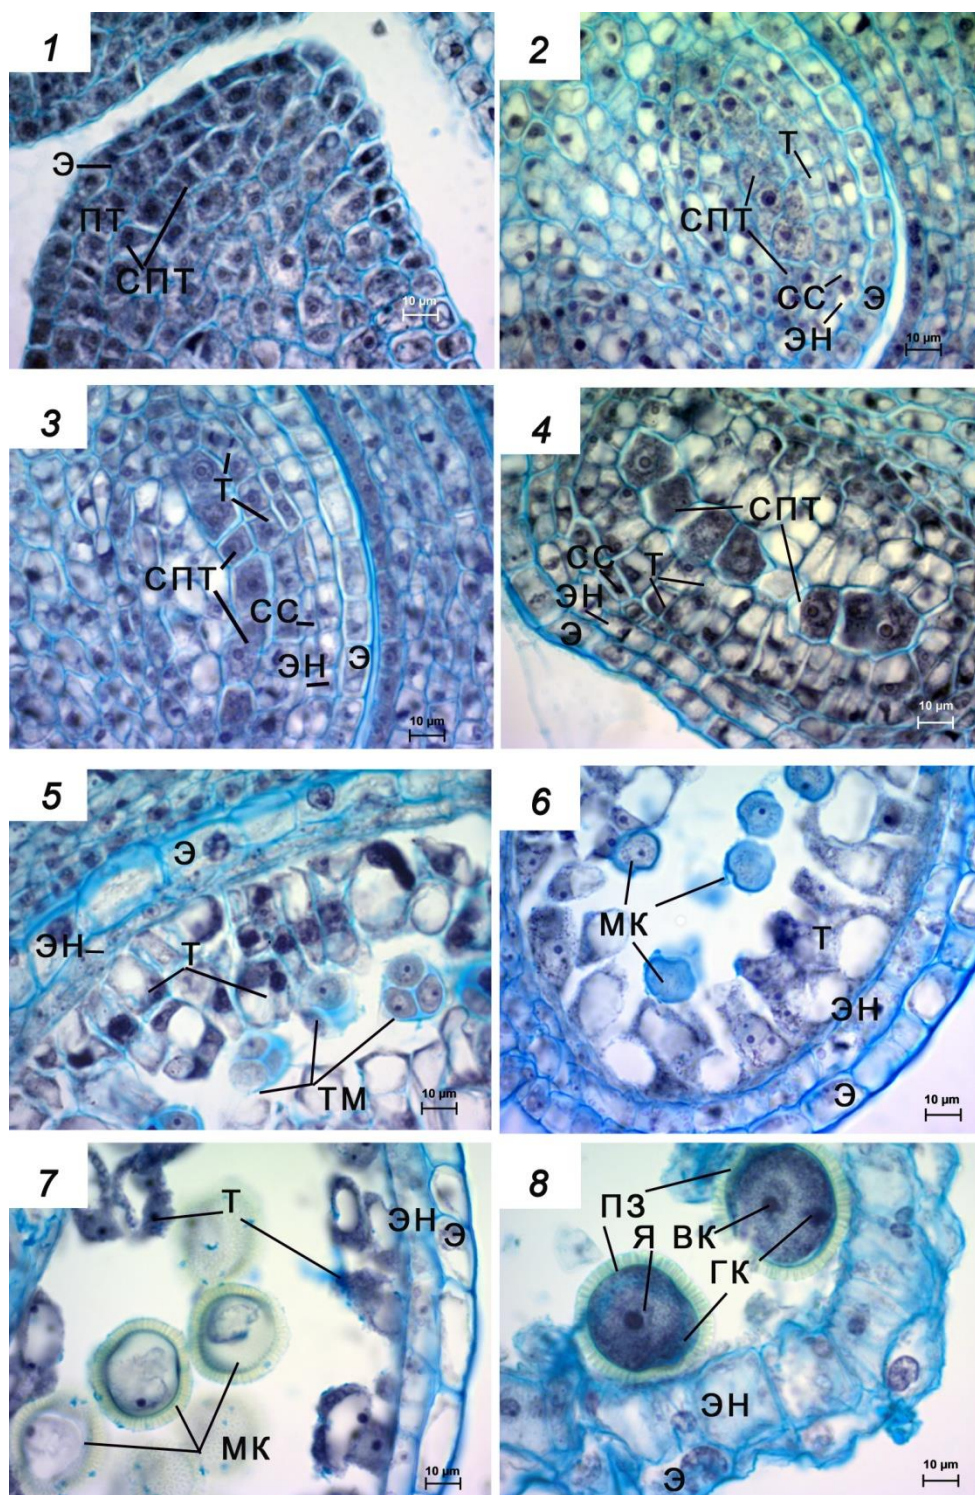 1
Э
ПТ
СПТ
10 µm
2
Т
СПТ
СС
Э
ЭН
10 µm
3
Т
СПТ
СС
ЭН
Э
10 µm
4
СПТ
СС
Т
ЭН
Э
10 µm
5
Э
ЭН
Т
ТМ
10 µm
6
МК
Т
ЭН
Э
10 µm
7
Т
ЭН
Э
МК
10 µm
8
ПЗ
Я ВК
ГК
ЭН
Э
10 µm